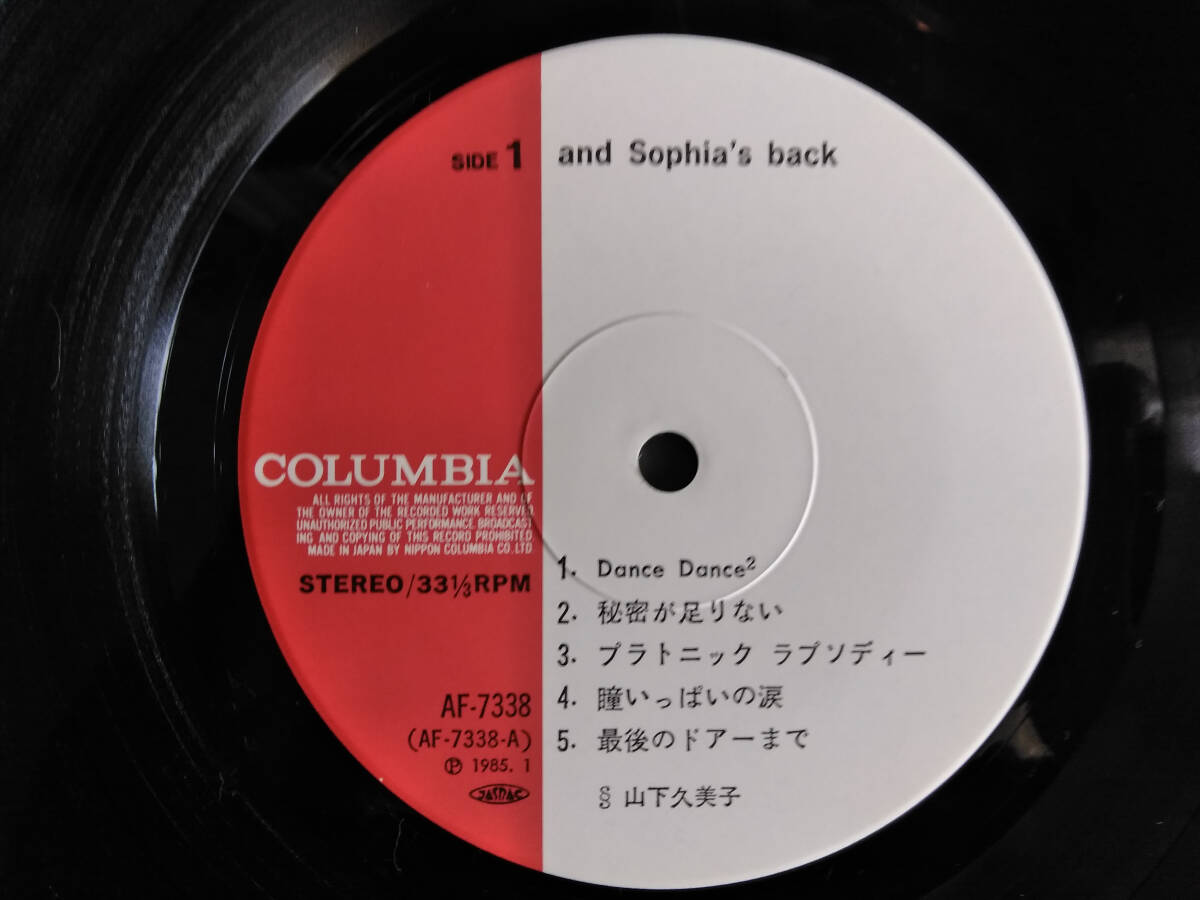 SIDE 1
and Sophia's back
COLUMBIA
ALL RIGHTS OF THE MANUFACTURER AND OF
THE OWNER OF THE RECORDED WORK RESERVED
UNAUTHORIZED PUBLIC PERFORMANCE BROADCAST
ING AND COPYING OF THIS RECORD PROHIBITED
MADE IN JAPAN BY NIPPON COLUMBIA CO. LTD
STEREO/33⅓RPM
AF-7338
(AF-7338-A)
Ⓟ 1985. 1
JASRAC
1. Dance Dance²
2. 秘密が足りない
3. プラトニック ラプソディー
4. 瞳いっぱいの涙
5. 最後のドアーまで
§ 山下久美子